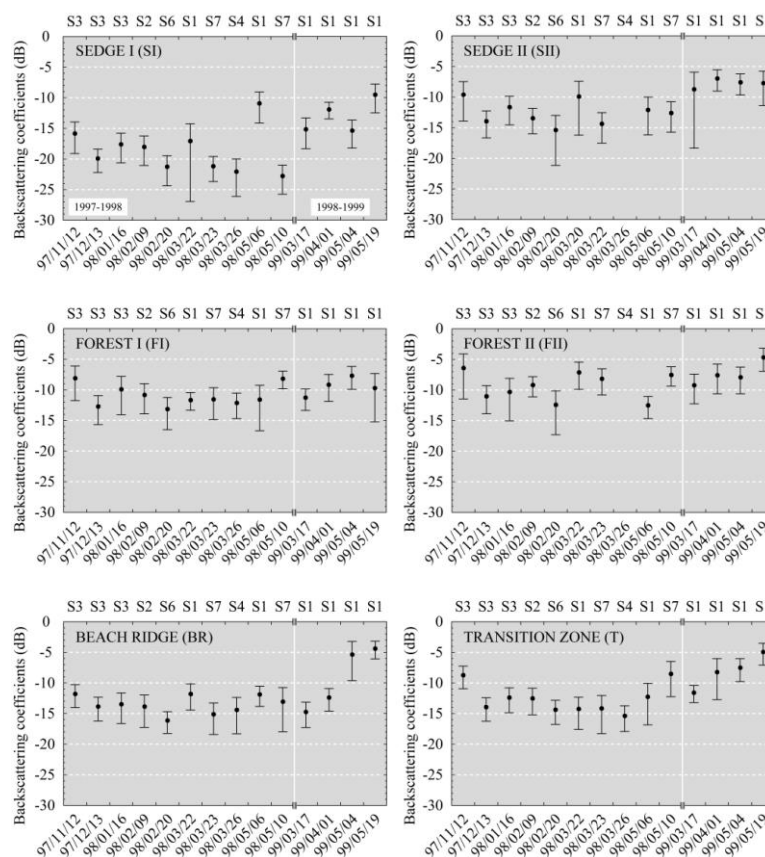 S3 S3 S3 S2 S6 S1 S7 S4 S1 S7 S1 S1 S1 S1
SEDGE I (SI)
Backscattering coefficients (dB)
0
-5
-10
-15
-20
-25
-30
1997-1998
1998-1999
97/11/12 97/12/13 98/01/16 98/02/09 98/02/20 98/03/22 98/03/23 98/03/26 98/05/06 98/05/10 99/03/17 99/04/01 99/05/04 99/05/19
S3 S3 S3 S2 S6 S1 S7 S4 S1 S7 S1 S1 S1 S
SEDGE II (SII)
Backscattering coefficients (dB)
0
-5
-10
-15
-20
-25
-30
97/11/12 97/12/13 98/01/16 98/02/09 98/02/20 98/03/22 98/03/23 98/03/26 98/05/06 98/05/10 99/03/17 99/04/01 99/05/04 99/05/19
S3 S3 S3 S2 S6 S1 S7 S4 S1 S7 S1 S1 S1 S1
FOREST I (FI)
Backscattering coefficients (dB)
0
-5
-10
-15
-20
-25
-30
97/11/12 97/12/13 98/01/16 98/02/09 98/02/20 98/03/22 98/03/23 98/03/26 98/05/06 98/05/10 99/03/17 99/04/01 99/05/04 99/05/19
S3 S3 S3 S2 S6 S1 S7 S4 S1 S7 S1 S1 S1 S
FOREST II (FII)
Backscattering coefficients (dB)
0
-5
-10
-15
-20
-25
-30
97/11/12 97/12/13 98/01/16 98/02/09 98/02/20 98/03/22 98/03/23 98/03/26 98/05/06 98/05/10 99/03/17 99/04/01 99/05/04 99/05/19
S3 S3 S3 S2 S6 S1 S7 S4 S1 S7 S1 S1 S1 S1
BEACH RIDGE (BR)
Backscattering coefficients (dB)
0
-5
-10
-15
-20
-25
-30
97/11/12 97/12/13 98/01/16 98/02/09 98/02/20 98/03/22 98/03/23 98/03/26 98/05/06 98/05/10 99/03/17 99/04/01 99/05/04 99/05/19
S3 S3 S3 S2 S6 S1 S7 S4 S1 S7 S1 S1 S1 S
TRANSITION ZONE (T)
Backscattering coefficients (dB)
0
-5
-10
-15
-20
-25
-30
97/11/12 97/12/13 98/01/16 98/02/09 98/02/20 98/03/22 98/03/23 98/03/26 98/05/06 98/05/10 99/03/17 99/04/01 99/05/04 99/05/19